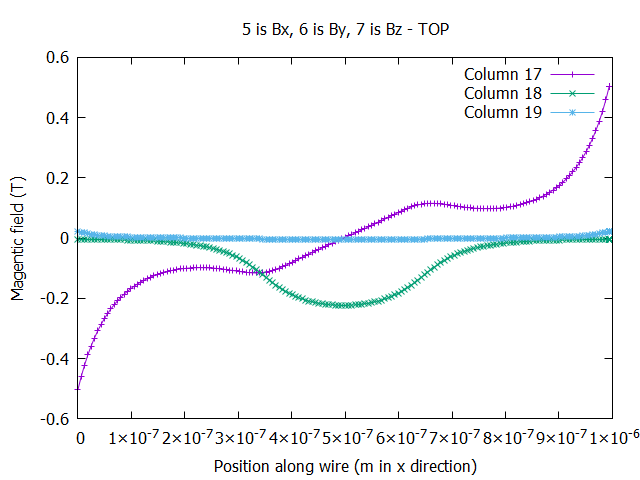 5 is Bx, 6 is By, 7 is Bz - TOP
0.6
Column 17
Column 18
Column 19
0.4
0.2
0
-0.2
-0.4
-0.6
Magentic field (T)
0 1×10⁻⁷ 2×10⁻⁷ 3×10⁻⁷ 4×10⁻⁷ 5×10⁻⁷ 6×10⁻⁷ 7×10⁻⁷ 8×10⁻⁷ 9×10⁻⁷ 1×10⁻⁶
Position along wire (m in x direction)